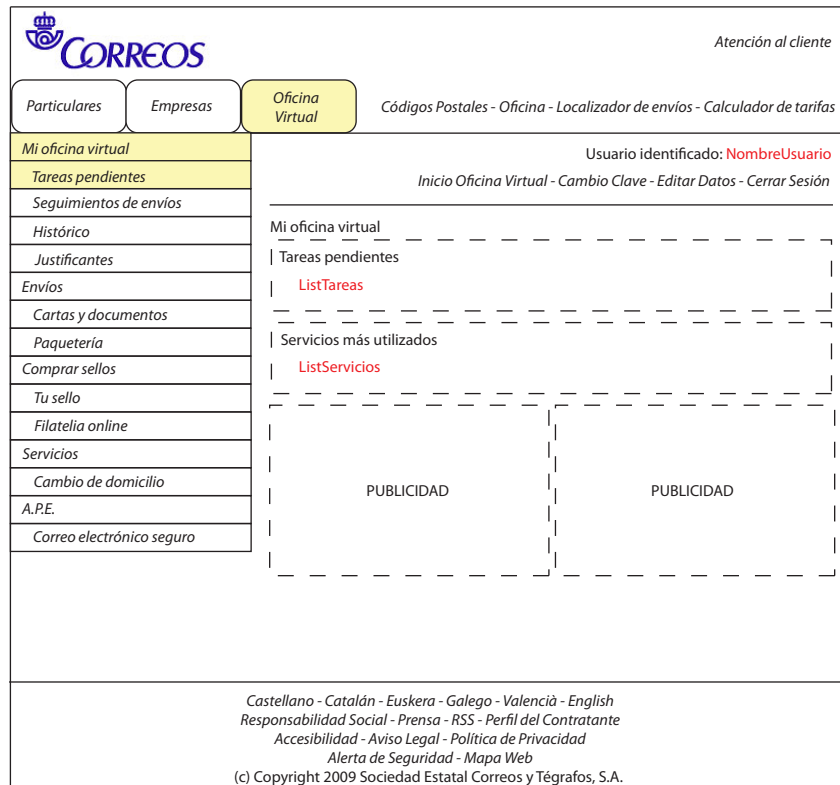 CORREOS
Atención al cliente
Particulares
Empresas
Oficina
Virtual
Códigos Postales - Oficina - Localizador de envíos - Calculador de tarifas
Mi oficina virtual
Tareas pendientes
Seguimientos de envíos
Histórico
Justificantes
Envíos
Cartas y documentos
Paquetería
Comprar sellos
Tu sello
Filatelia online
Servicios
Cambio de domicilio
A.P.E.
Correo electrónico seguro
Usuario identificado: NombreUsuario
Inicio Oficina Virtual - Cambio Clave - Editar Datos - Cerrar Sesión
Mi oficina virtual
Tareas pendientes
ListTareas
Servicios más utilizados
ListServicios
PUBLICIDAD
PUBLICIDAD
Castellano - Catalán - Euskera - Galego - Valencià - English
Responsabilidad Social - Prensa - RSS - Perfil del Contratante
Accesibilidad - Aviso Legal - Política de Privacidad
Alerta de Seguridad - Mapa Web
(c) Copyright 2009 Sociedad Estatal Correos y Tégrafos, S.A.